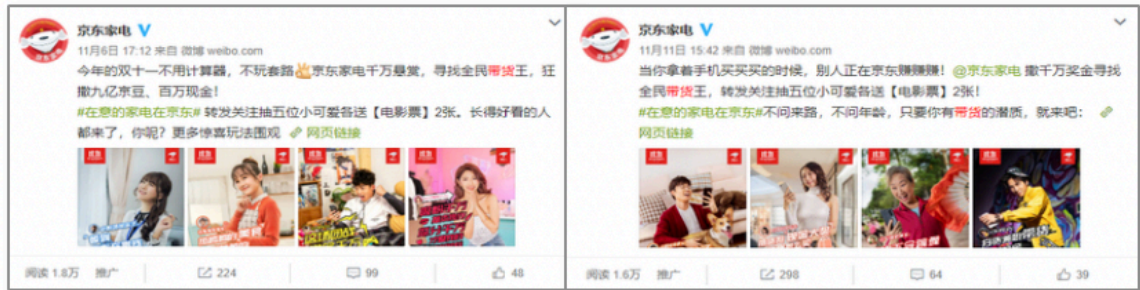 京东家电
11月6日 17:12 来自 微博 weibo.com
今年的双十一不用计算器，不玩套路👏京东家电千万悬赏，寻找全民带货王，狂
撒九亿京豆、百万现金！
#在意的家电在京东# 转发关注抽五位小可爱各送【电影票】2张。长得好看的人
都来了，你呢？更多惊喜玩法围观 网页链接
阅读 1.8万 推广 224 99 48
京东家电
11月11日 15:42 来自 微博 weibo.com
当你拿着手机买买买的时候，别人正在京东赚赚赚！@京东家电 撒千万奖金寻找
全民带货王，转发关注抽五位小可爱各送【电影票】2张！
#在意的家电在京东#不问来路，不问年龄，只要你有带货的潜质，就来吧：
网页链接
阅读 1.6万 推广 298 64 39